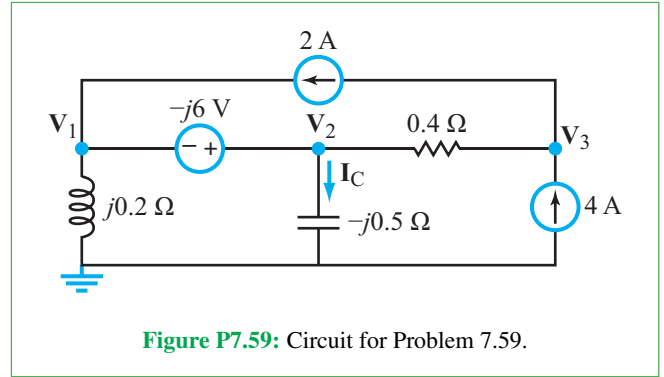 2 A
−j6 V
V1 V2 0.4 Ω V3
− +
IC
j0.2 Ω −j0.5 Ω 4 A
Figure P7.59: Circuit for Problem 7.59.